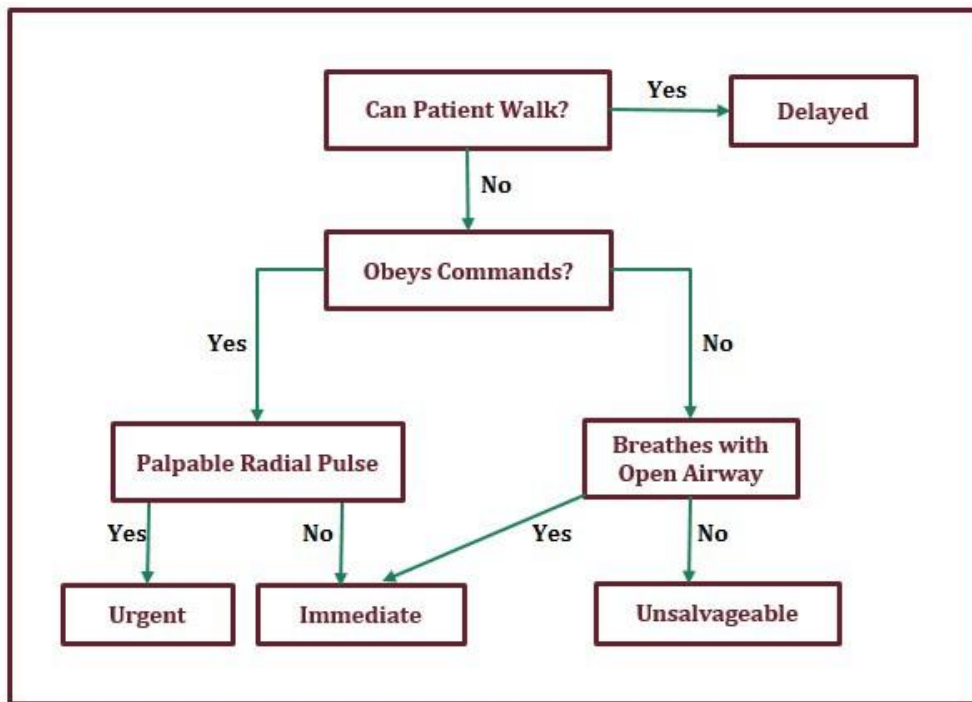 Can Patient Walk?
Yes
Delayed
No
Obeys Commands?
Yes
No
Palpable Radial Pulse
Breathes with
Open Airway
Yes
No
Yes
No
Urgent
Immediate
Unsalvageable